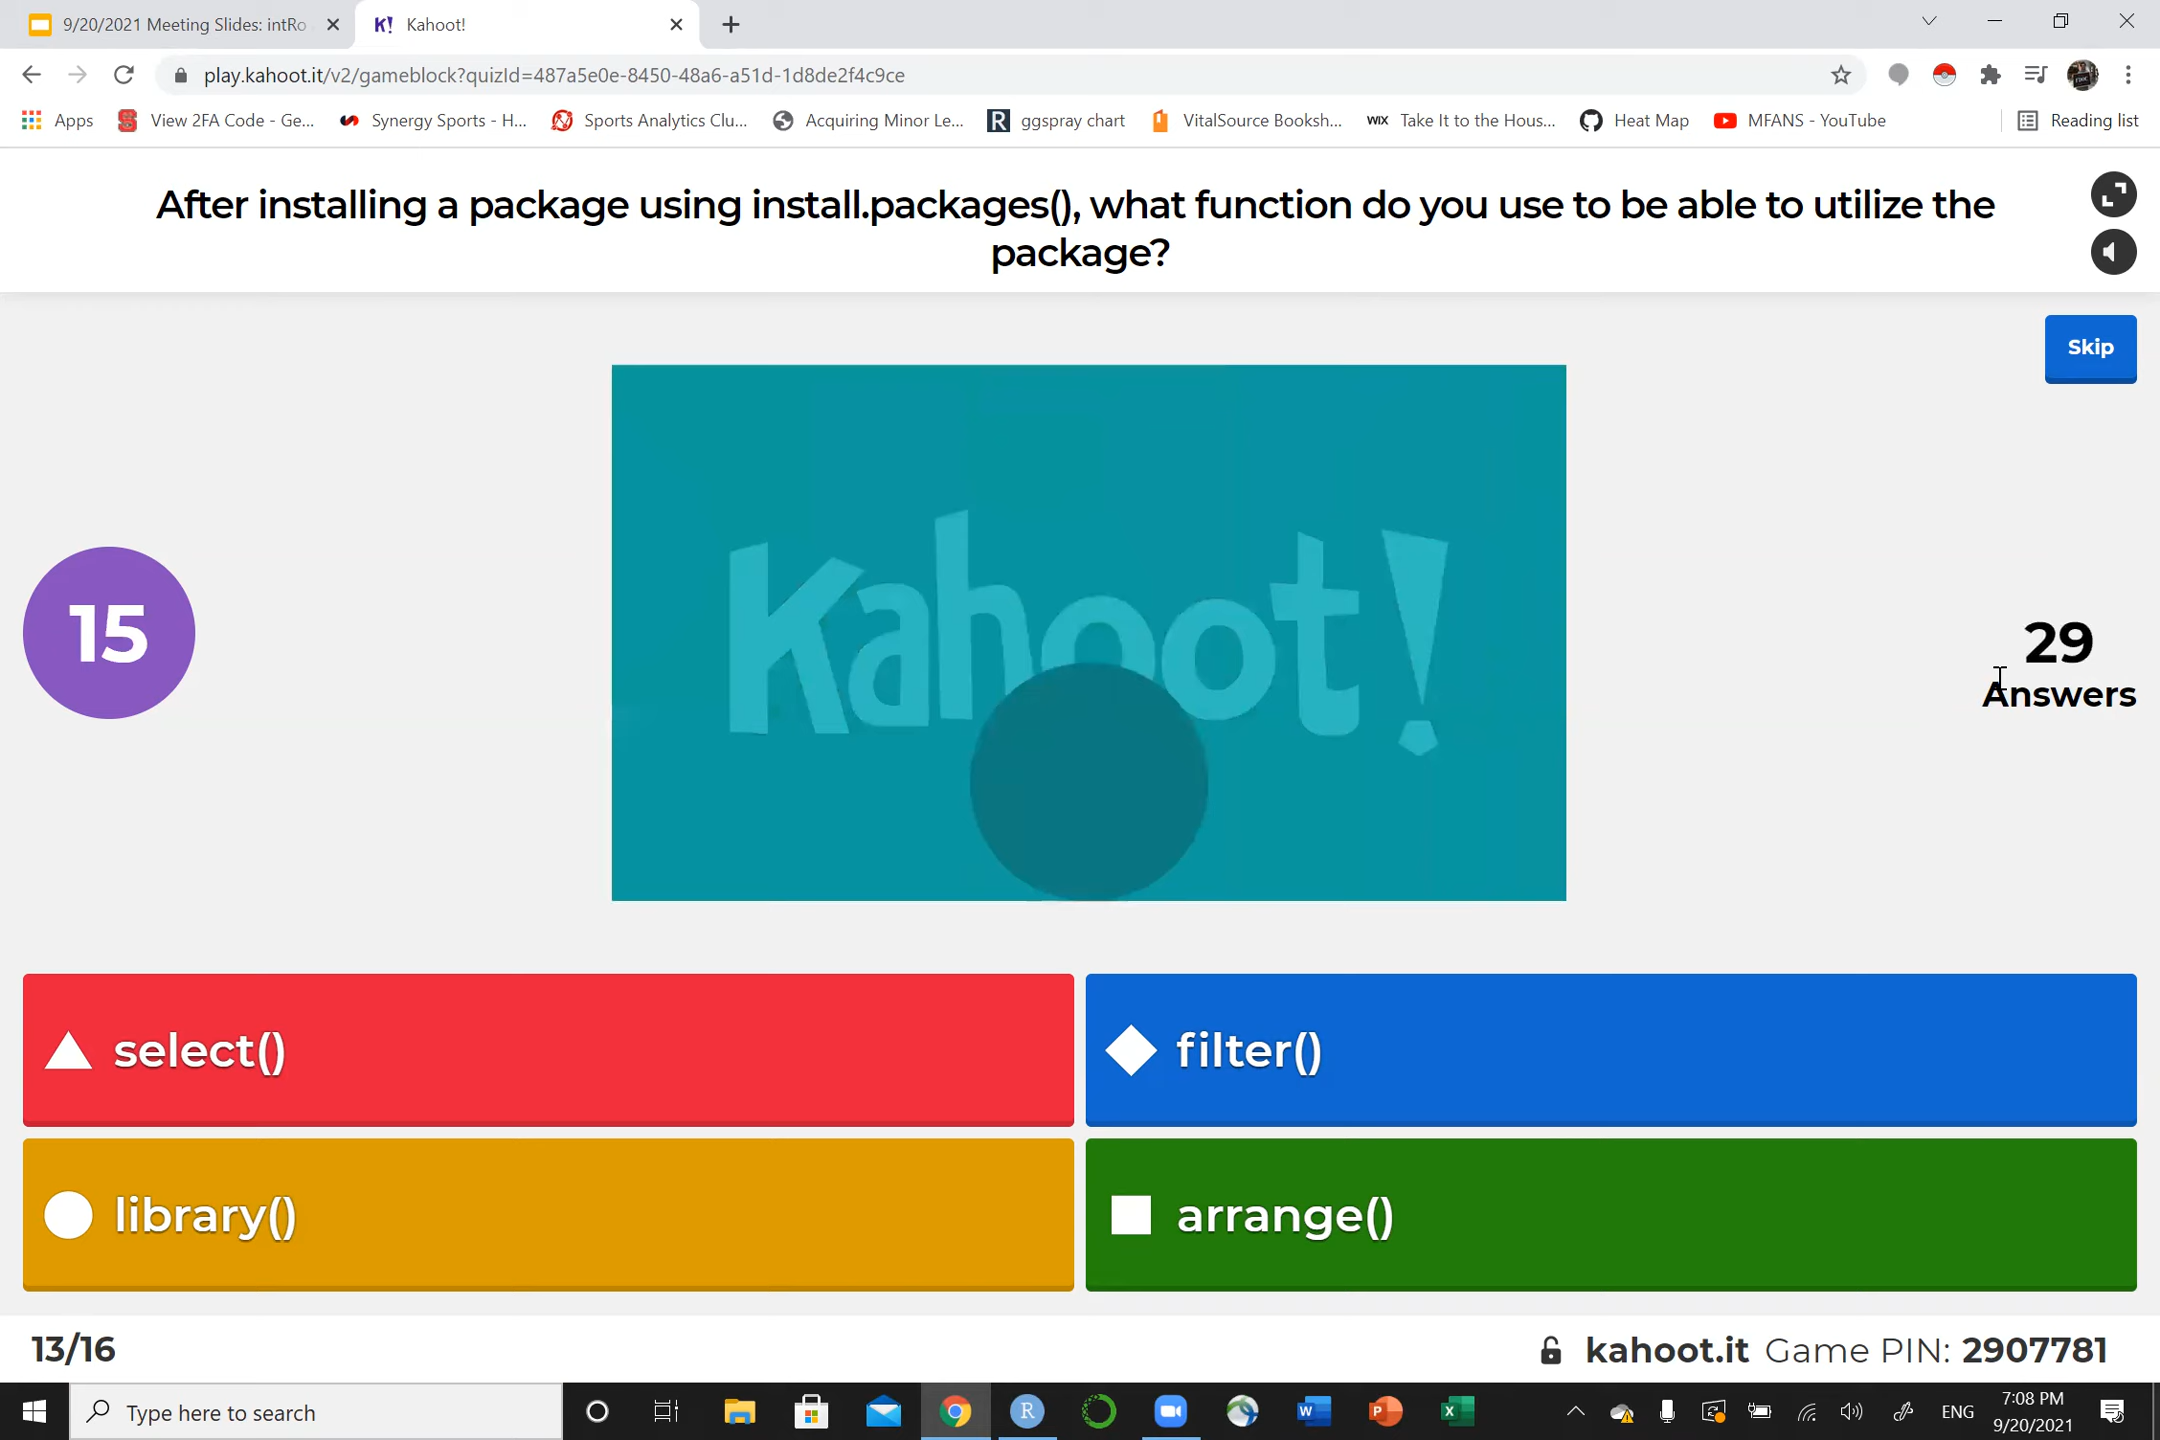 9/20/2021 Meeting Slides: intRo
K! Kahoot!
play.kahoot.it/v2/gameblock?quizId=487a5e0e-8450-48a6-a51d-1d8de2f4c9ce
Apps
View 2FA Code - Ge...
Synergy Sports - H...
Sports Analytics Clu...
Acquiring Minor Le...
R ggspray chart
VitalSource Booksh...
WIX Take It to the Hous...
Heat Map
MFANS - YouTube
Reading list
After installing a package using install.packages(), what function do you use to be able to utilize the
package?
Skip
15
Kahoot!
29
Answers
select()
filter()
library()
arrange()
13/16
kahoot.it Game PIN: 2907781
Type here to search
R
W
P
X
ENG
7:08 PM
9/20/2021